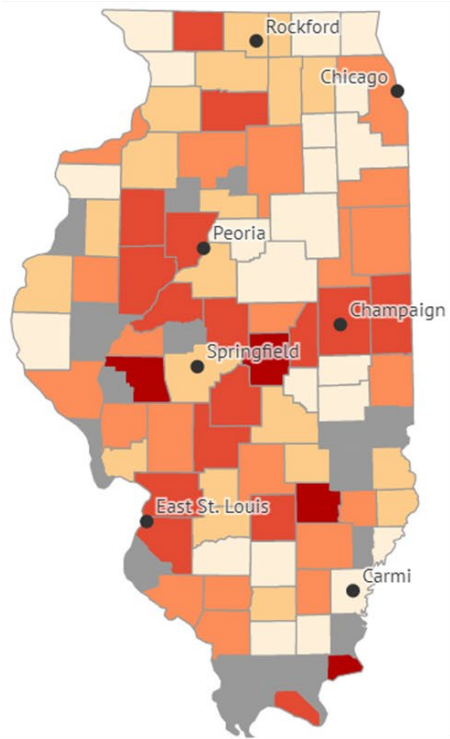 Rockford
Chicago
Peoria
Champaign
Springfield
East St. Louis
Carmi